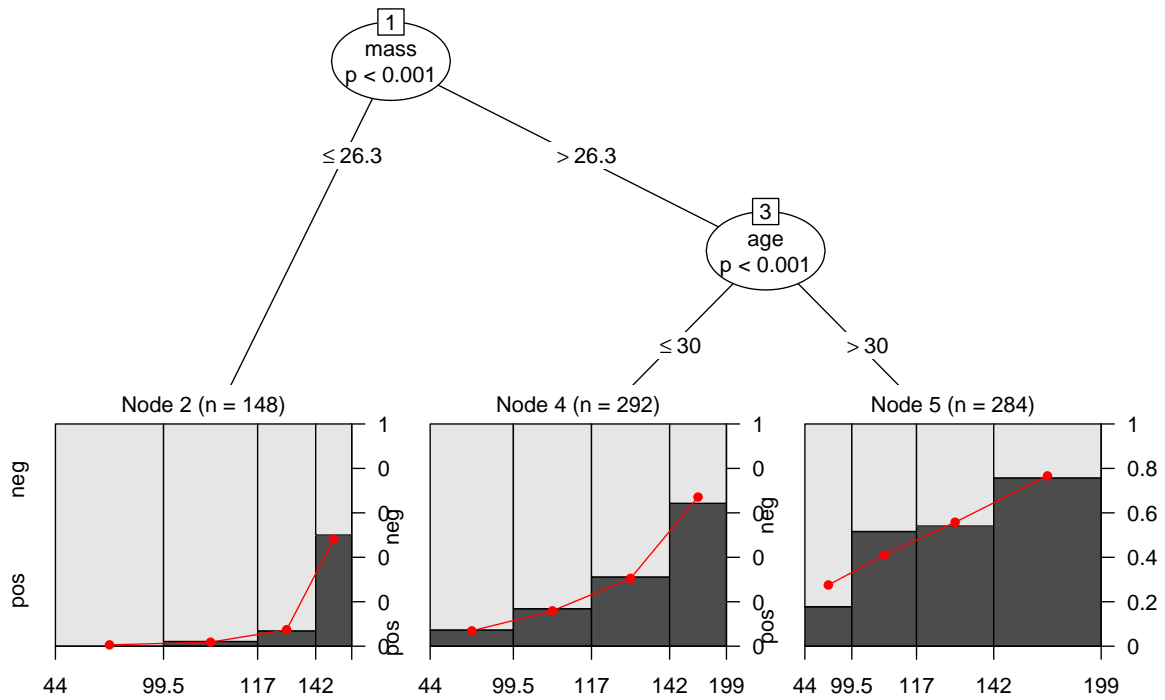 1
mass
p < 0.001
≤ 26.3
> 26.3
3
age
p < 0.001
≤ 30
> 30
Node 2 (n = 148)
neg
pos
44 99.5 117 142
1
0
0
0
0
0
Node 4 (n = 292)
neg
pos
44 99.5 117 142 199
1
0
0
0
0
0
Node 5 (n = 284)
44 99.5 117 142 199
1
0.8
0.6
0.4
0.2
0